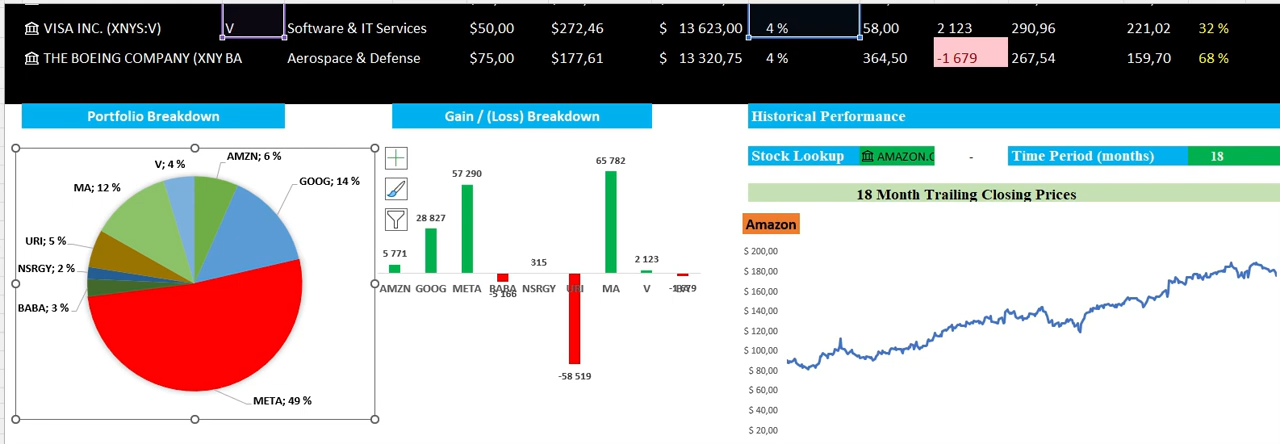 VISA INC. (XNYS:V) V Software & IT Services $50,00 $272,46 $ 13 623,00 4 % 58,00 2 123 290,96 221,02 32 %
THE BOEING COMPANY (XNY BA Aerospace & Defense $75,00 $177,61 $ 13 320,75 4 % 364,50 -1 679 267,54 159,70 68 %
Portfolio Breakdown
V; 4 %
AMZN; 6 %
MA; 12 %
GOOG; 14 %
URI; 5 %
NSRGY; 2 %
BABA; 3 %
META; 49 %
Gain / (Loss) Breakdown
65 782
57 290
28 827
5 771
315
2 123
AMZN GOOG META BABA NSRGY URI MA V BA
-5 166
-1 679
-58 519
Historical Performance
Stock Lookup AMAZON.C - Time Period (months) 18
18 Month Trailing Closing Prices
Amazon
$ 200,00
$ 180,00
$ 160,00
$ 140,00
$ 120,00
$ 100,00
$ 80,00
$ 60,00
$ 40,00
$ 20,00